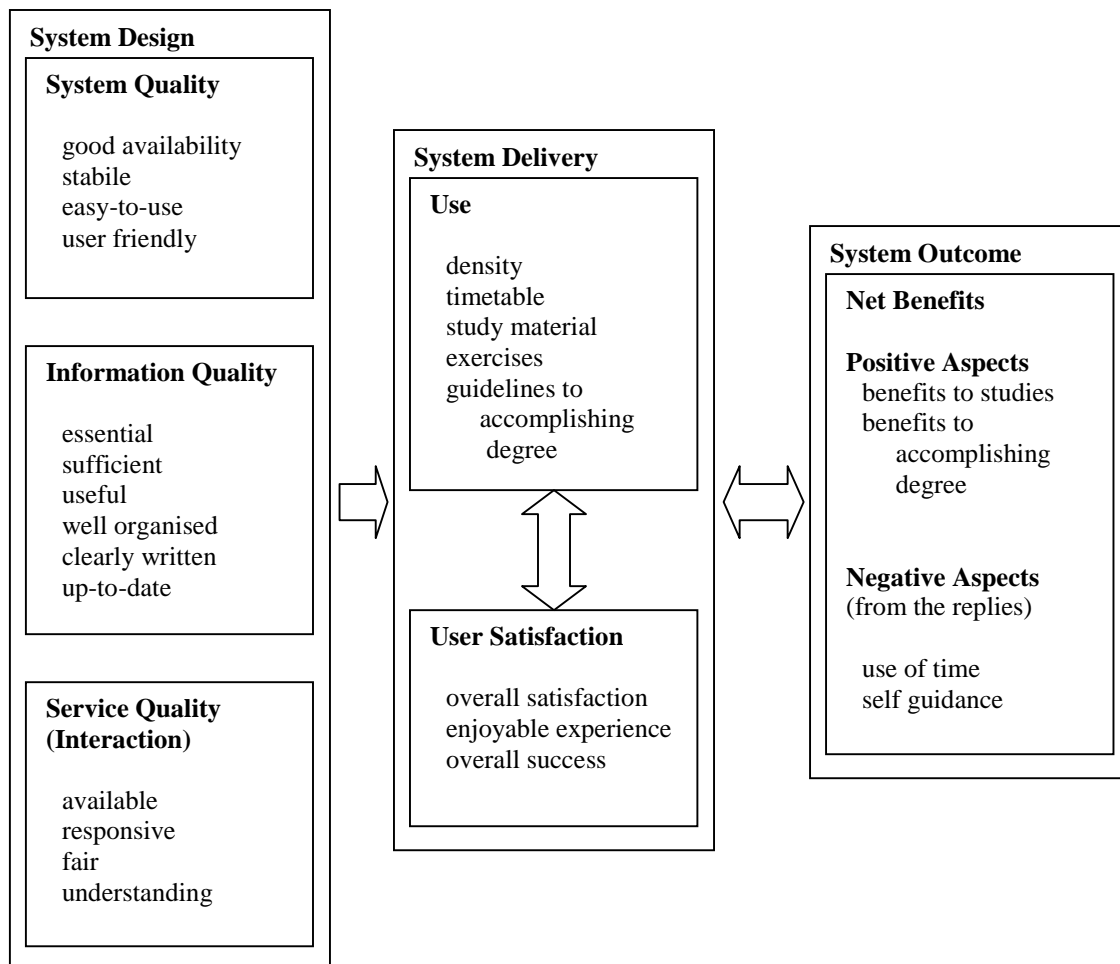 System Design
System Quality
good availability
stabile
easy-to-use
user friendly
Information Quality
essential
sufficient
useful
well organised
clearly written
up-to-date
Service Quality
(Interaction)
available
responsive
fair
understanding
System Delivery
Use
density
timetable
study material
exercises
guidelines to
accomplishing
degree
User Satisfaction
overall satisfaction
enjoyable experience
overall success
System Outcome
Net Benefits
Positive Aspects
benefits to studies
benefits to
accomplishing
degree
Negative Aspects
(from the replies)
use of time
self guidance